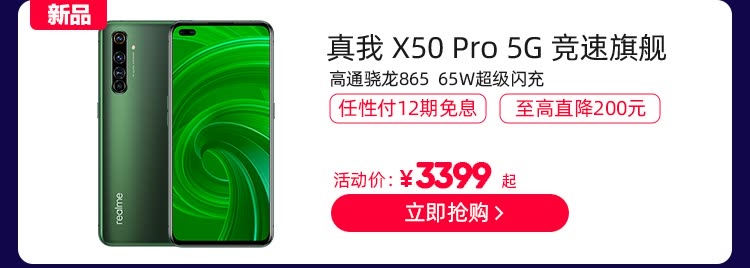 新品
真我 X50 Pro 5G 竞速旗舰
高通骁龙865 65W超级闪充
任性付12期免息
至高直降200元
活动价: ¥3399 起
立即抢购 >
realme